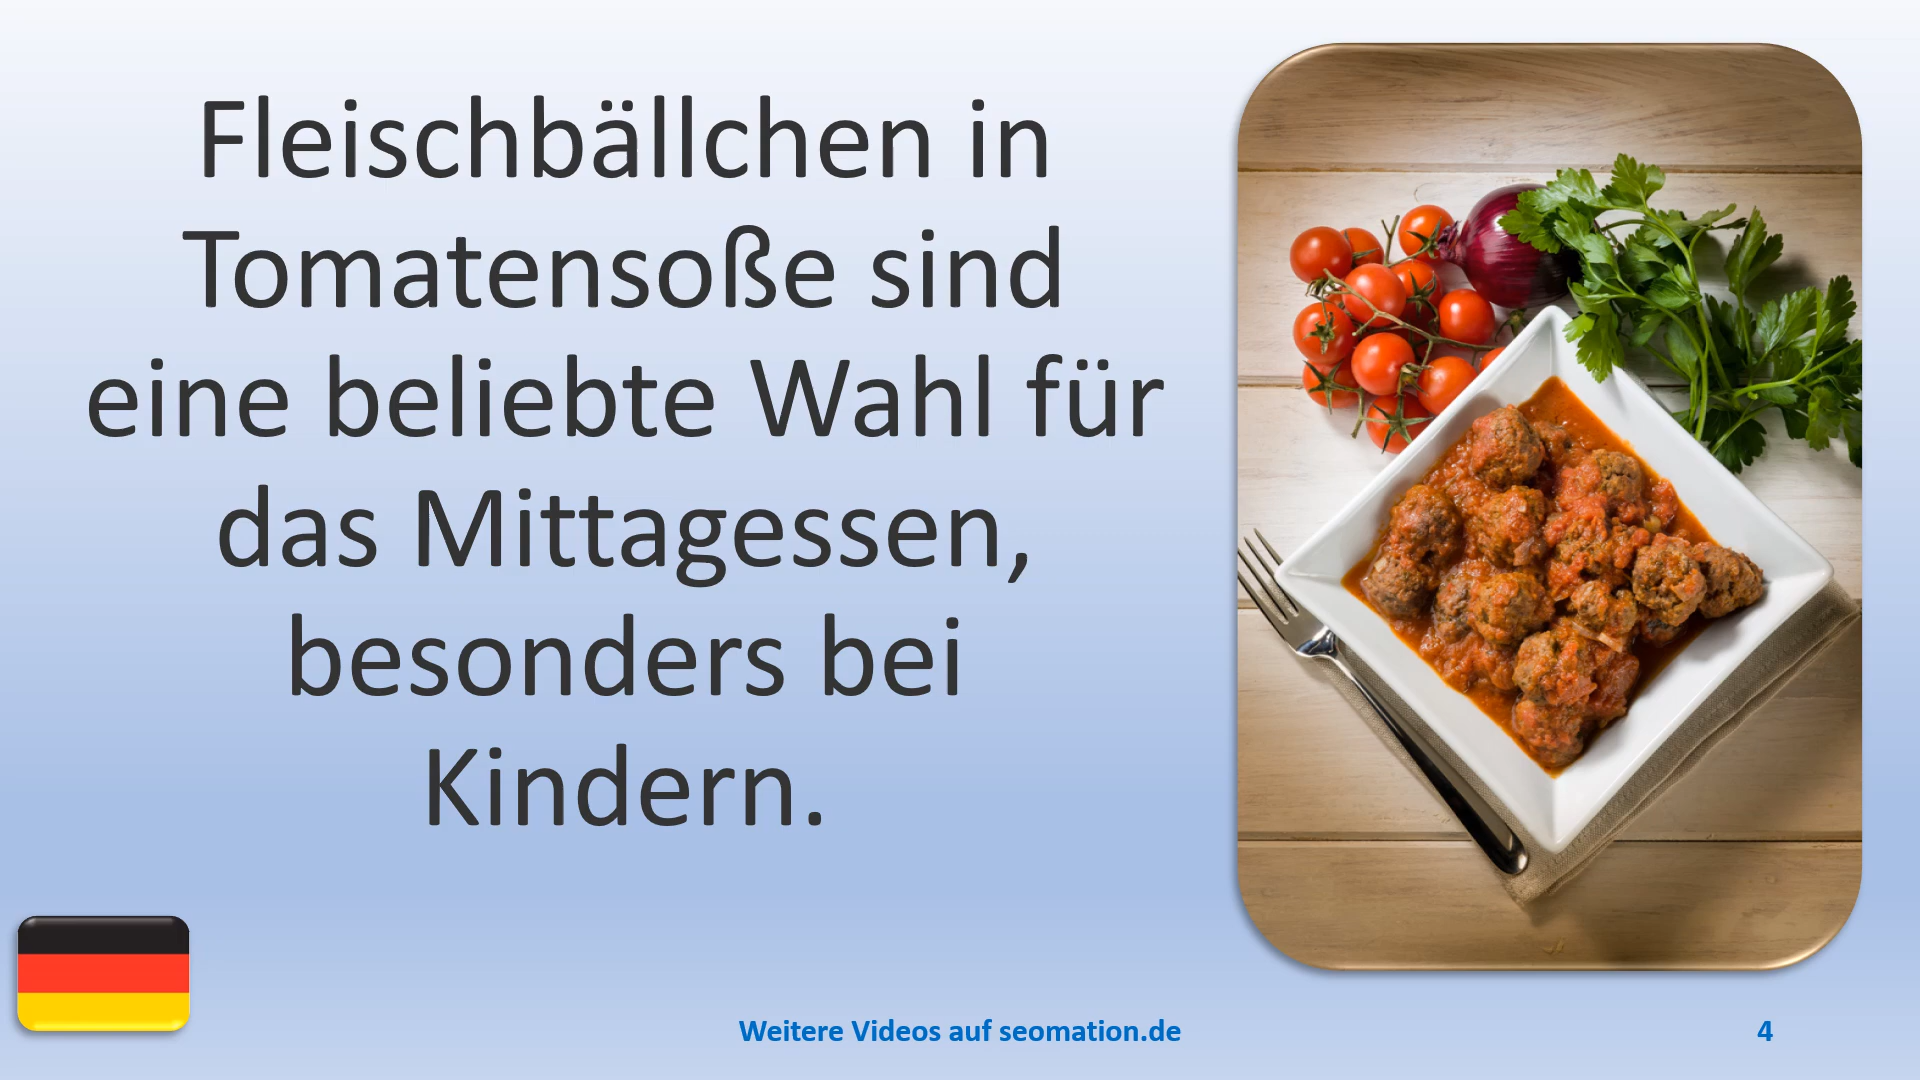 Fleischbällchen in
Tomatensoße sind
eine beliebte Wahl für
das Mittagessen,
besonders bei
Kindern.
Weitere Videos auf seomation.de
4